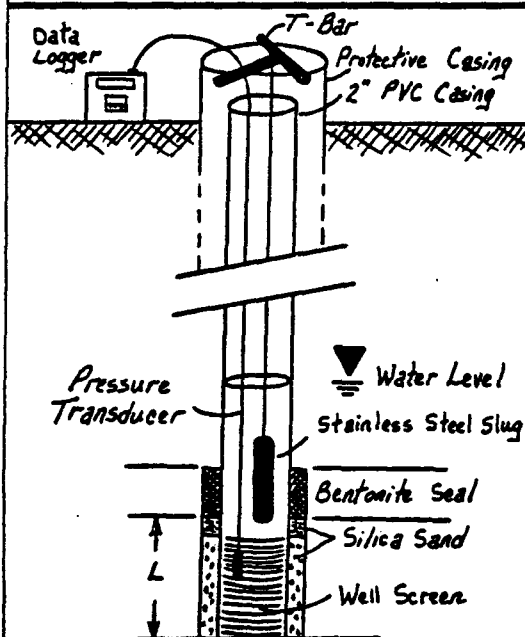 T-Bar
Data
Logger
Protective Casing
2" PVC Casing
Water Level
Pressure
Transducer
Stainless Steel Slug
Bentonite Seal
Silica Sand
L
Well Screen